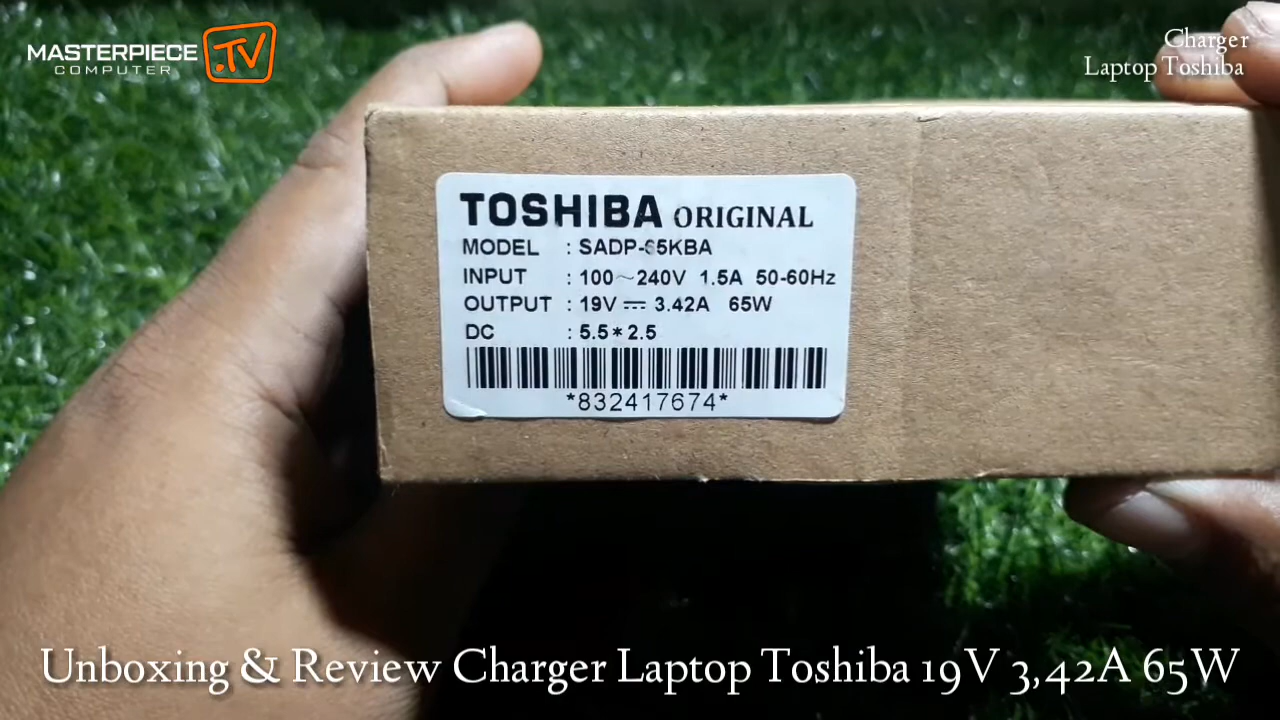 MASTERPIECE .TV
COMPUTER
Charger
Laptop Toshiba
TOSHIBA ORIGINAL
MODEL : SADP-65KBA
INPUT : 100~240V 1.5A 50-60Hz
OUTPUT : 19V ⎓ 3.42A 65W
DC : 5.5*2.5
*832417674*
Unboxing & Review Charger Laptop Toshiba 19V 3,42A 65W